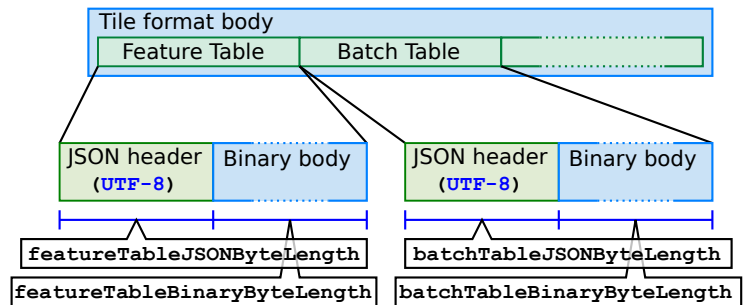 Tile format body
Feature Table Batch Table
JSON header Binary body JSON header Binary body
(UTF-8) (UTF-8)
featureTableJSONByteLength batchTableJSONByteLength
featureTableBinaryByteLength batchTableBinaryByteLength